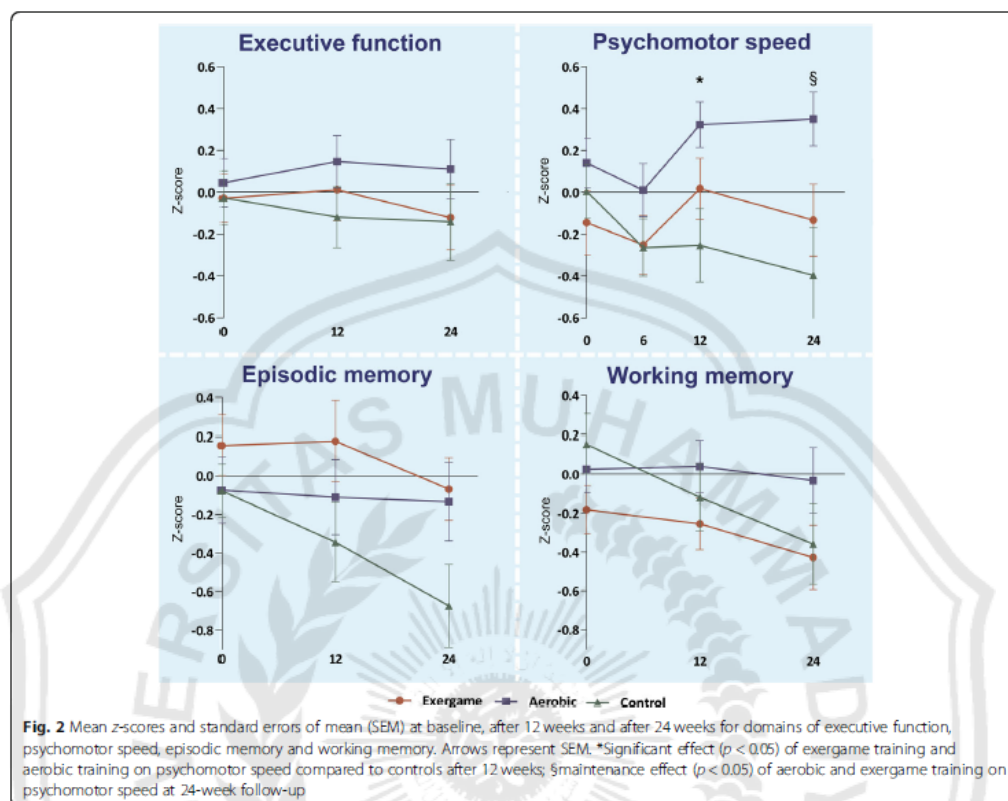 Executive function
0.6
0.4
0.2
0.0
-0.2
-0.4
-0.6
Z-score
0 12 24
Psychomotor speed
0.6
0.4
0.2
0.0
-0.2
-0.4
-0.6
Z-score
* §
0 6 12 24
Episodic memory
0.4
0.2
0.0
-0.2
-0.4
-0.6
-0.8
Z-score
0 12 24
Working memory
0.4
0.2
0.0
-0.2
-0.4
-0.6
-0.8
Z-score
0 12 24
Exergame Aerobic Control
Fig. 2 Mean z-scores and standard errors of mean (SEM) at baseline, after 12 weeks and after 24 weeks for domains of executive function,
psychomotor speed, episodic memory and working memory. Arrows represent SEM. *Significant effect (p < 0.05) of exergame training and
aerobic training on psychomotor speed compared to controls after 12 weeks; §maintenance effect (p < 0.05) of aerobic and exergame training on
psychomotor speed at 24-week follow-up
ERSITAS MUHAMMAD